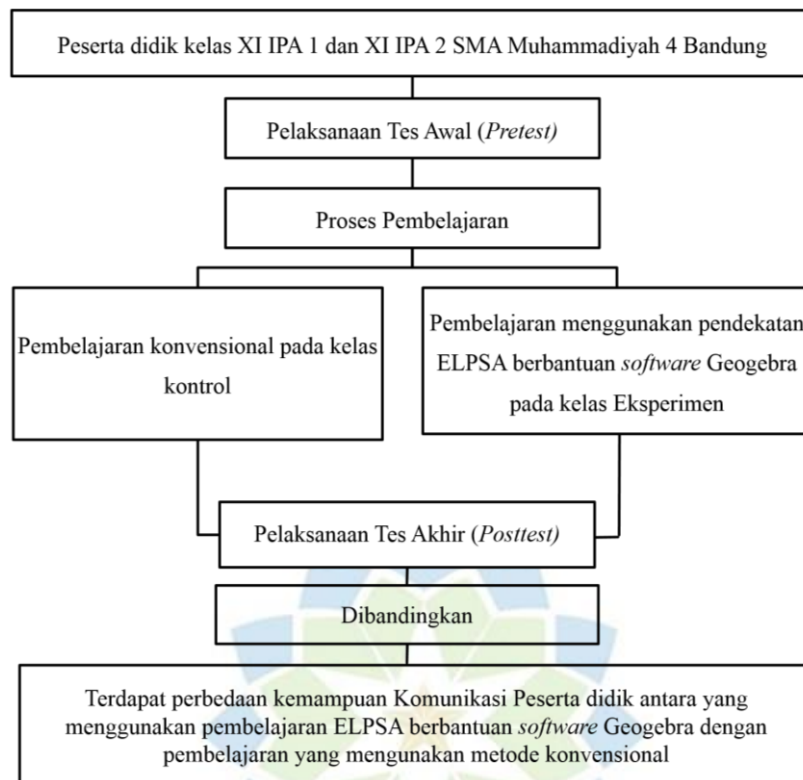 Peserta didik kelas XI IPA 1 dan XI IPA 2 SMA Muhammadiyah 4 Bandung
Pelaksanaan Tes Awal (Pretest)
Proses Pembelajaran
Pembelajaran konvensional pada kelas
kontrol
Pembelajaran menggunakan pendekatan
ELPSA berbantuan software Geogebra
pada kelas Eksperimen
Pelaksanaan Tes Akhir (Posttest)
Dibandingkan
Terdapat perbedaan kemampuan Komunikasi Peserta didik antara yang
menggunakan pembelajaran ELPSA berbantuan software Geogebra dengan
pembelajaran yang mengunakan metode konvensional